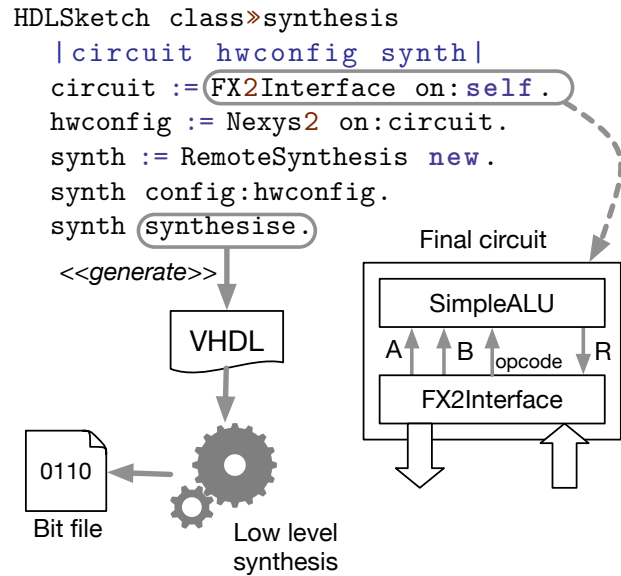 HDLSketch class»synthesis
|circuit hwconfig synth|
circuit := FX2Interface on:self.
hwconfig := Nexys2 on:circuit.
synth := RemoteSynthesis new.
synth config:hwconfig.
synth synthesise.
<<generate>>
VHDL
0110
Bit file
Low level
synthesis
Final circuit
SimpleALU
A B opcode R
FX2Interface